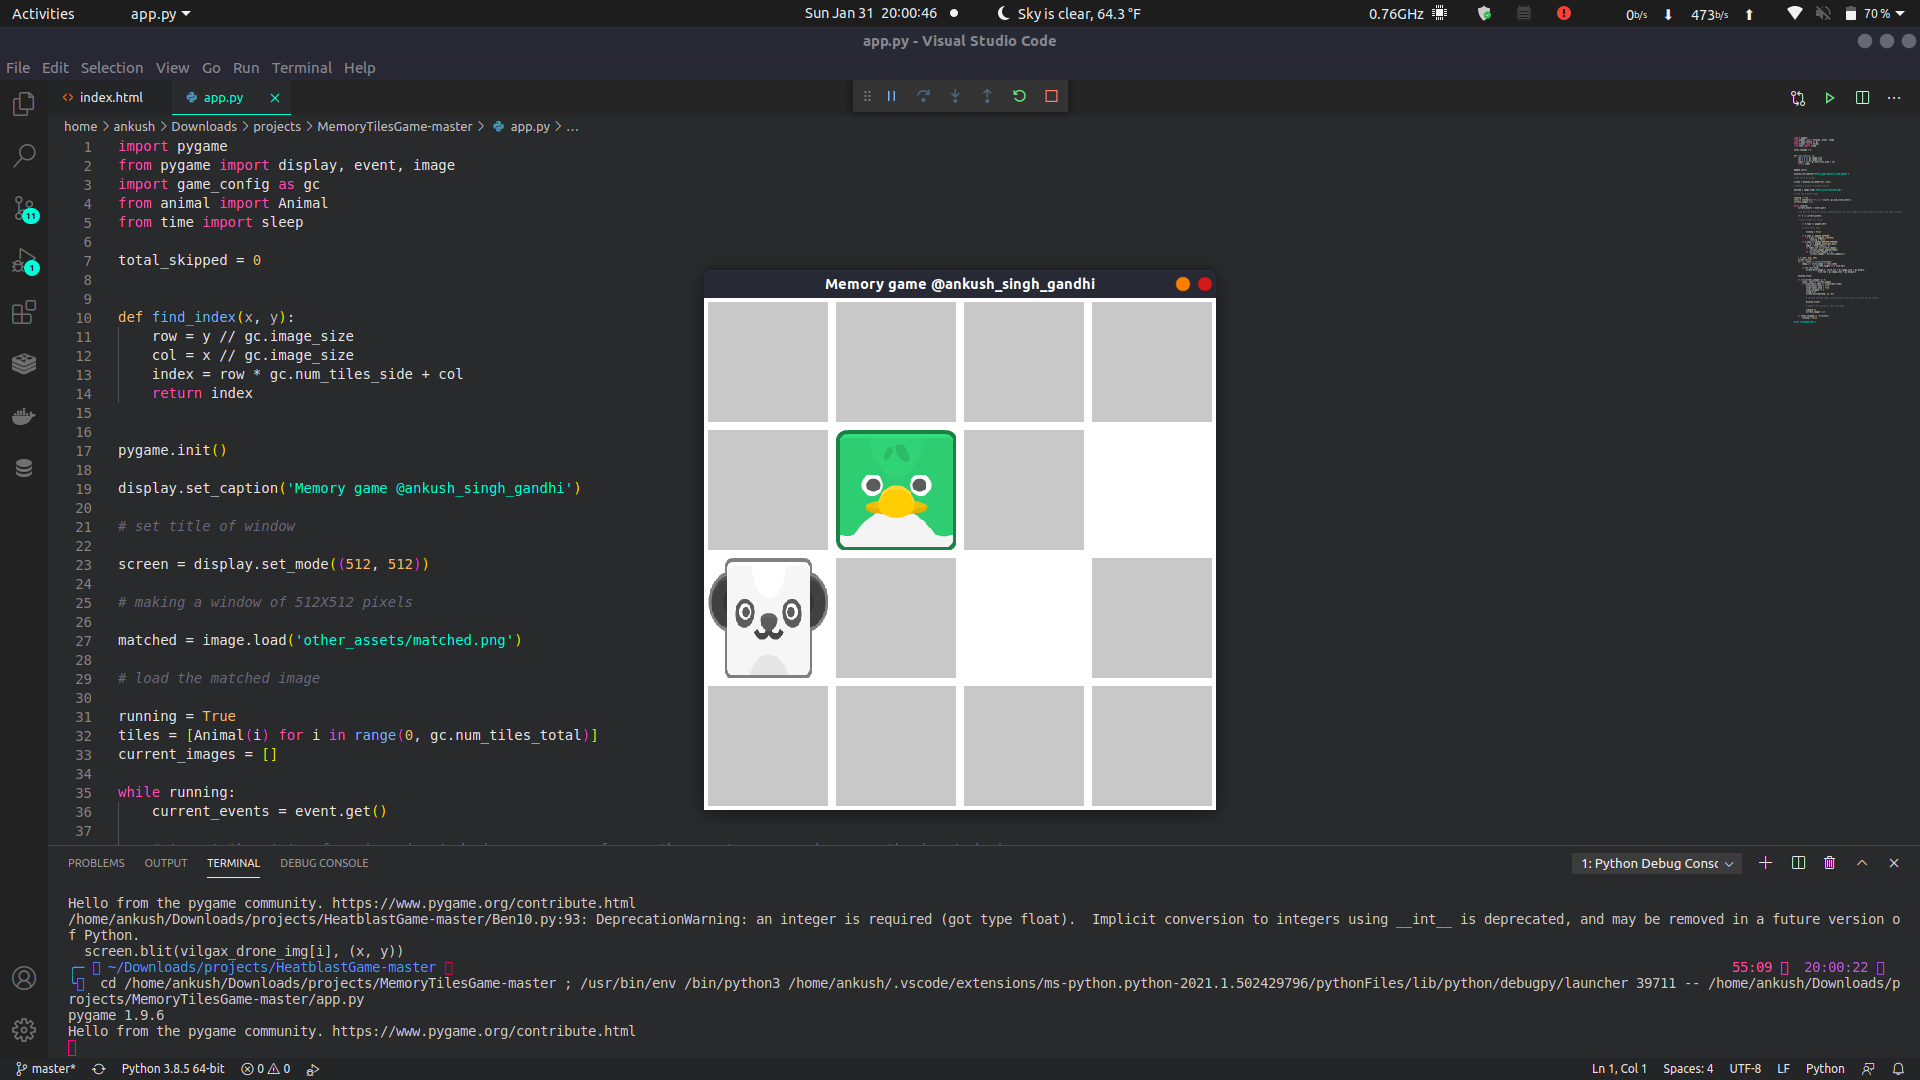 Activities app.py Sun Jan 31 20:00:46 Sky is clear, 64.3 °F 0.76GHz 0b/s 473b/s 70 %
app.py - Visual Studio Code
File Edit Selection View Go Run Terminal Help
index.html app.py
home > ankush > Downloads > projects > MemoryTilesGame-master > app.py > ...
1 import pygame
2 from pygame import display, event, image
3 import game_config as gc
4 from animal import Animal
5 from time import sleep
6
7 total_skipped = 0
8
9
10 def find_index(x, y):
11 row = y // gc.image_size
12 col = x // gc.image_size
13 index = row * gc.num_tiles_side + col
14 return index
15
16
17 pygame.init()
18
19 display.set_caption('Memory game @ankush_singh_gandhi')
20
21 # set title of window
22
23 screen = display.set_mode((512, 512))
24
25 # making a window of 512X512 pixels
26
27 matched = image.load('other_assets/matched.png')
28
29 # load the matched image
30
31 running = True
32 tiles = [Animal(i) for i in range(0, gc.num_tiles_total)]
33 current_images = []
34
35 while running:
36 current_events = event.get()
37
11
1
Memory game @ankush_singh_gandhi
PROBLEMS OUTPUT TERMINAL DEBUG CONSOLE 1: Python Debug Consc
Hello from the pygame community. https://www.pygame.org/contribute.html
/home/ankush/Downloads/projects/HeatblastGame-master/Ben10.py:93: DeprecationWarning: an integer is required (got type float).  Implicit conversion to integers using __int__ is deprecated, and may be removed in a future version o
f Python.
screen.blit(vilgax_drone_img[i], (x, y))
~/Downloads/projects/HeatblastGame-master 55:09 20:00:22
cd /home/ankush/Downloads/projects/MemoryTilesGame-master ; /usr/bin/env /bin/python3 /home/ankush/.vscode/extensions/ms-python.python-2021.1.502429796/pythonFiles/lib/python/debugpy/launcher 39711 -- /home/ankush/Downloads/p
rojects/MemoryTilesGame-master/app.py
pygame 1.9.6
Hello from the pygame community. https://www.pygame.org/contribute.html
master* Python 3.8.5 64-bit 0 0 Ln 1, Col 1 Spaces: 4 UTF-8 LF Python